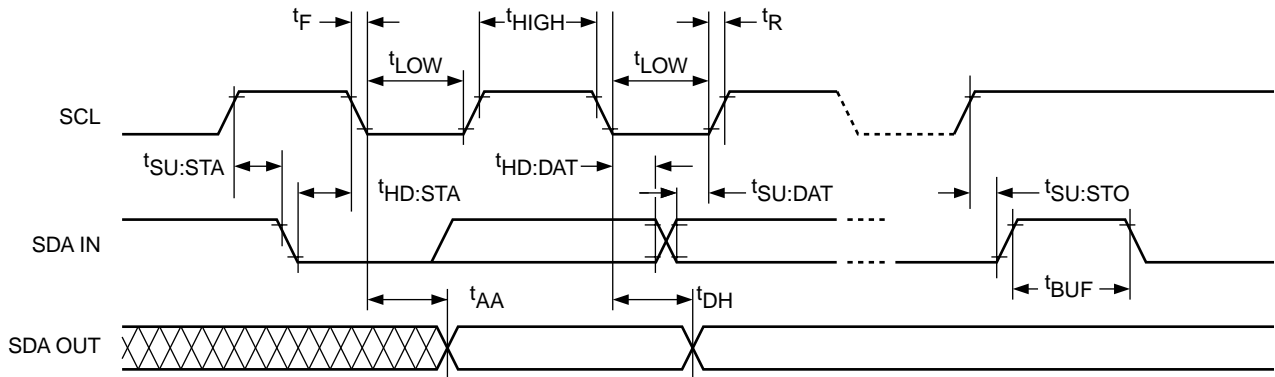 tF
tHIGH
tR
tLOW
tLOW
SCL
tSU:STA
tHD:STA
tHD:DAT
tSU:DAT
tSU:STO
SDA IN
tBUF
tAA
tDH
SDA OUT